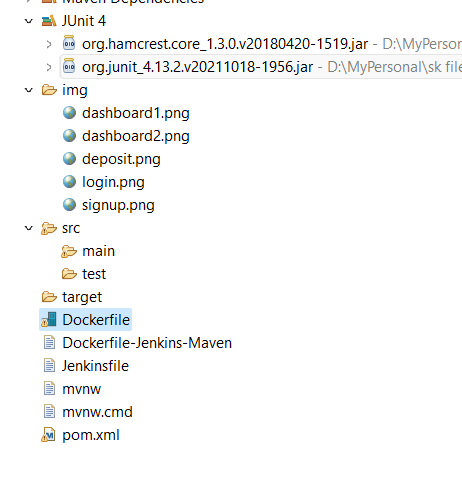 Maven Dependencies
JUnit 4
org.hamcrest.core_1.3.0.v20180420-1519.jar - D:\MyPerson
org.junit_4.13.2.v20211018-1956.jar - D:\MyPersonal\sk file
img
dashboard1.png
dashboard2.png
deposit.png
login.png
signup.png
src
main
test
target
Dockerfile
Dockerfile-Jenkins-Maven
Jenkinsfile
mvnw
mvnw.cmd
pom.xml